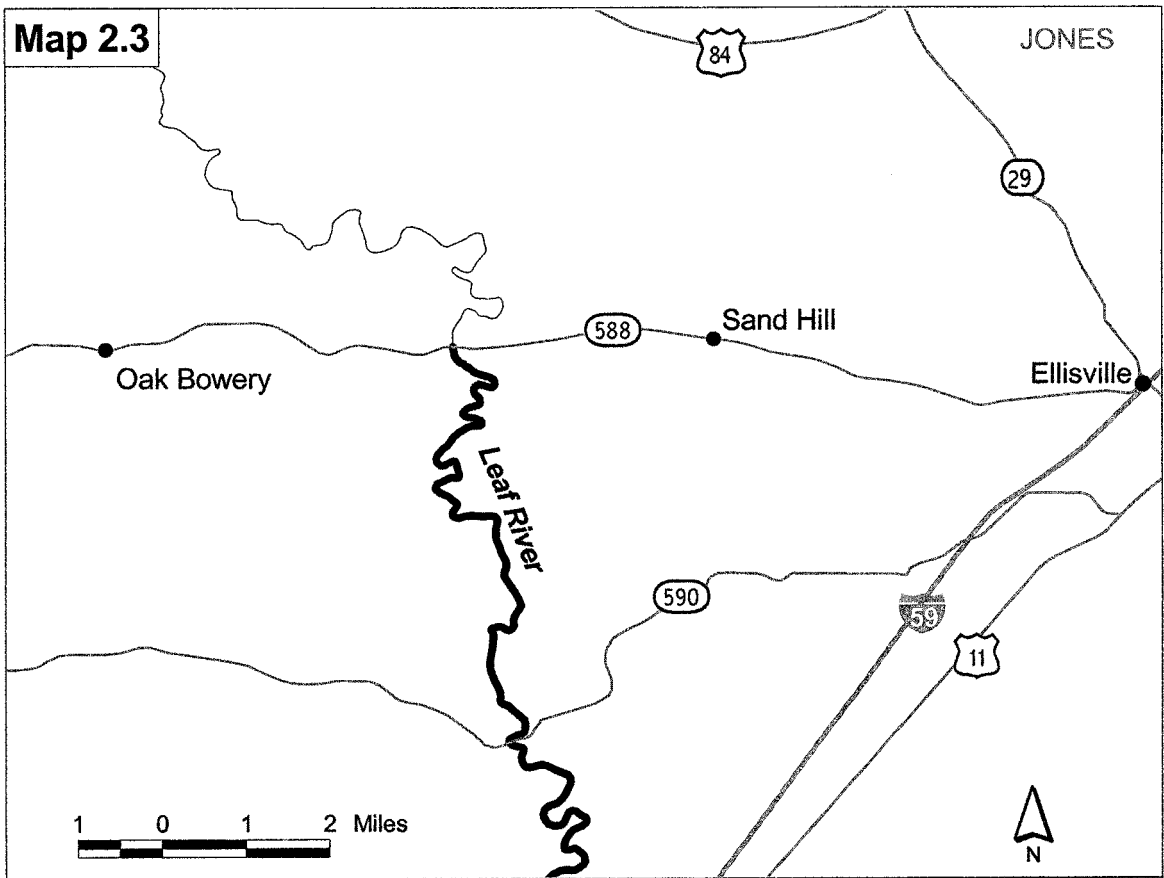 Map 2.3
84
JONES
29
588
Sand Hill
Oak Bowery
Ellisville
Leaf River
590
59
11
1 0 1 2 Miles
N